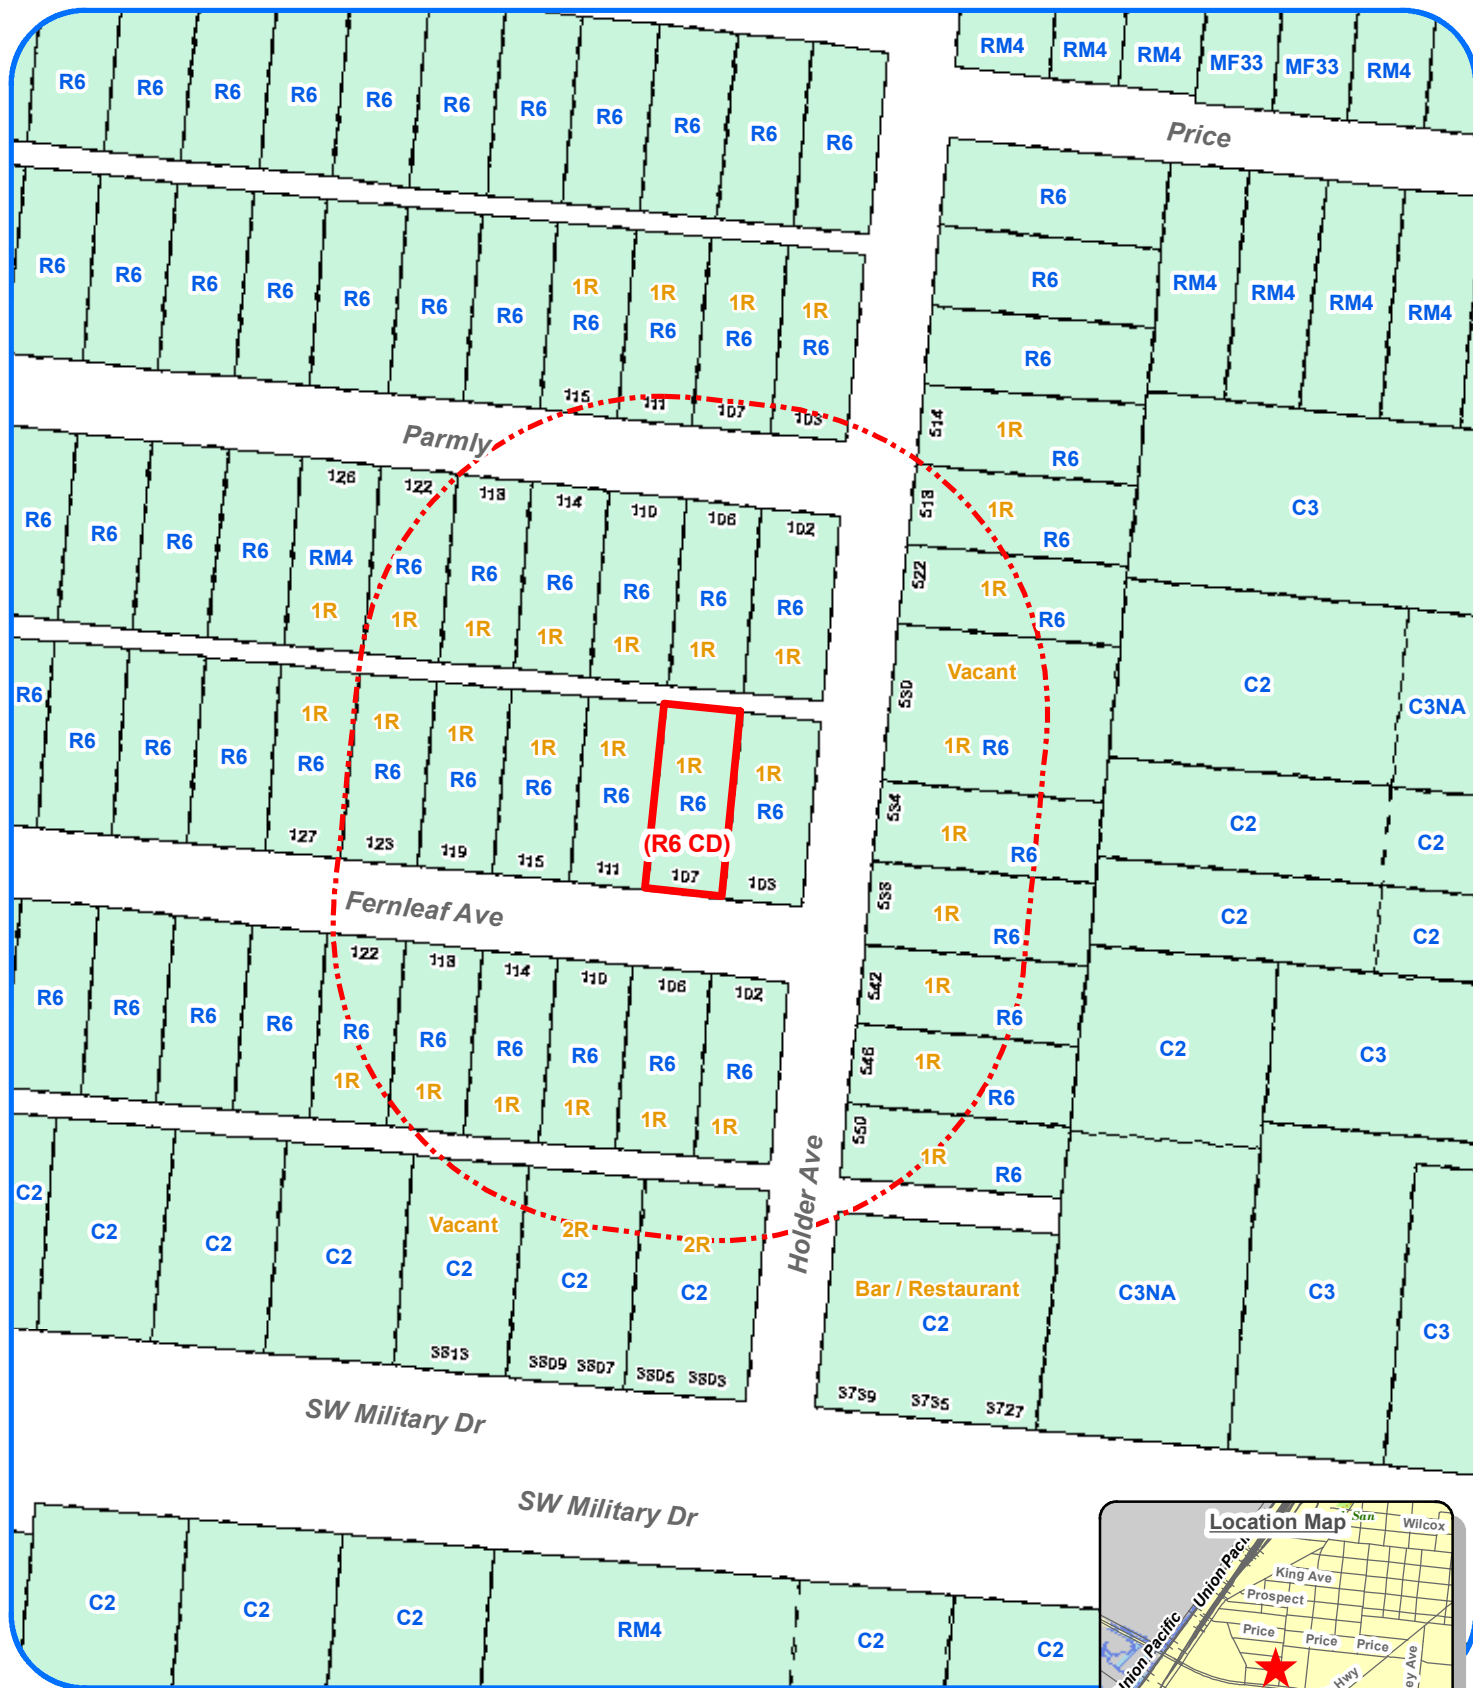 RM4 RM4 RM4 MF33 MF33 RM4
R6 R6 R6 R6 R6 R6 R6 R6 R6 R6 R6
Price
R6
R6
R6
RM4 RM4 RM4 RM4
1R 1R 1R 1R
R6 R6 R6 R6 R6 R6 R6 R6 R6 R6 R6
115 111 107 103
Parmly
514 1R R6
518 1R R6
522 1R R6
C3
126 122 118 114 110 106 102
R6 R6 R6 R6 RM4 R6 R6 R6 R6 R6 R6
1R 1R 1R 1R 1R 1R 1R
530 Vacant
1R R6
C2 C3NA
1R 1R 1R 1R 1R 1R 1R
R6 R6 R6 R6 R6 R6 R6 R6 R6 R6 R6
(R6 CD)
127 123 119 115 111 107 103
534 1R R6
C2 C2
538 1R R6
C2 C2
Fernleaf Ave
542 1R R6
546 1R R6
550 1R R6
C2 C3
122 118 114 110 106 102
R6 R6 R6 R6 R6 R6 R6 R6 R6 R6
1R 1R 1R 1R 1R 1R
Holder Ave
Vacant 2R 2R
C2 C2 C2 C2 C2 C2 C2
3813 3809 3807 3805 3803
Bar / Restaurant
C2
3739 3735 3727
C3NA C3 C3
SW Military Dr
SW Military Dr
C2 C2 C2 RM4 C2 C2
Location Map
San
Wilcox
Union Pacific
King Ave
Prospect
Price Price Price
Union Pacific
Hwy
ey Ave